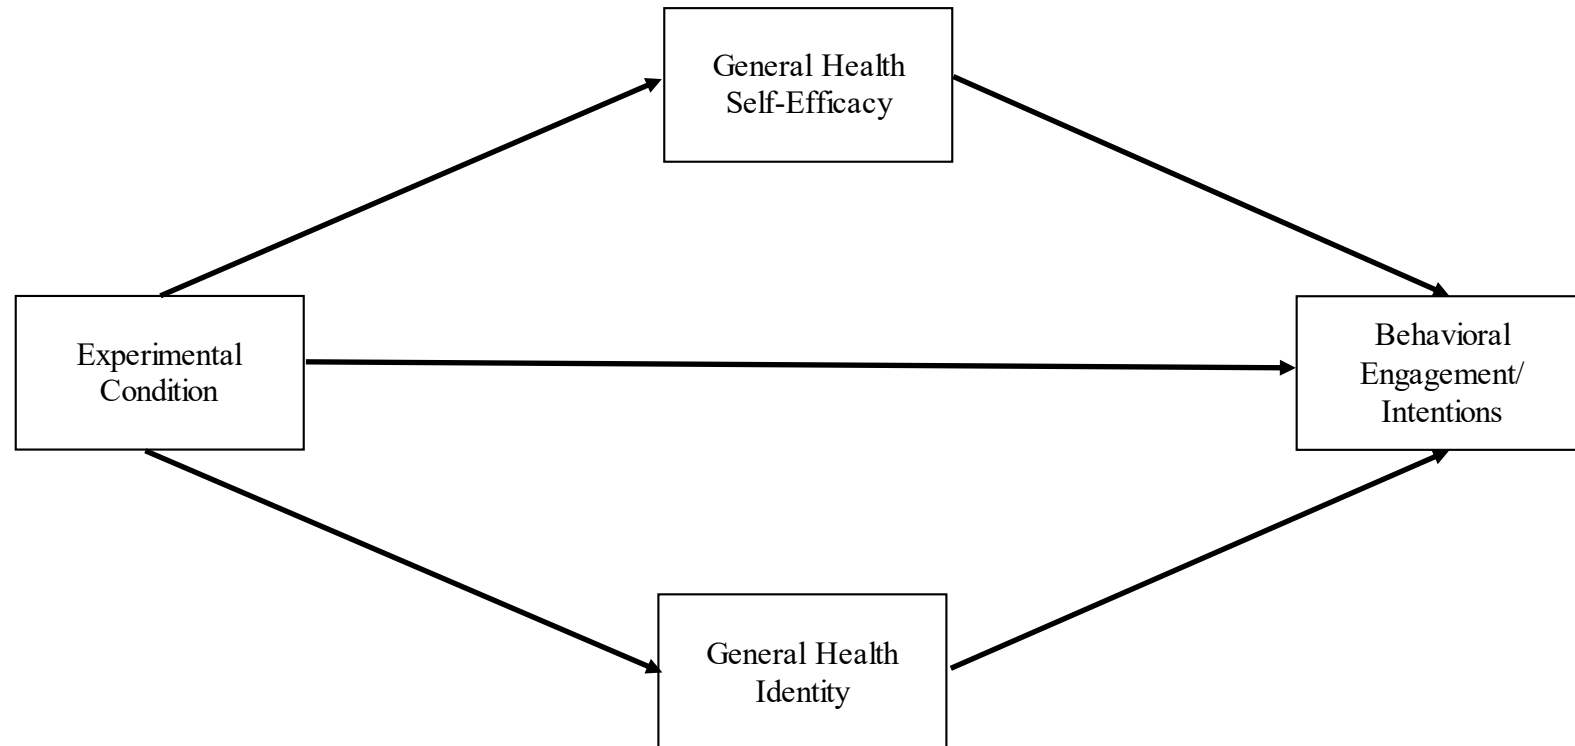 General Health
Self-Efficacy
Experimental
Condition
Behavioral
Engagement/
Intentions
General Health
Identity